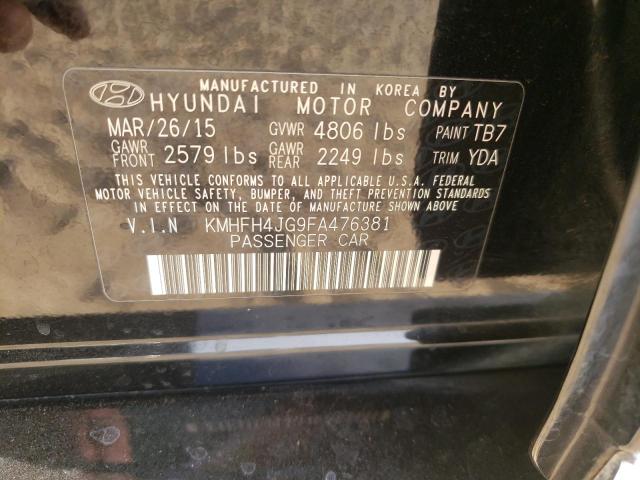 MANUFACTURED IN KOREA BY
HYUNDAI MOTOR COMPANY
MAR/26/15 GVWR 4806 lbs PAINT TB7
GAWR FRONT 2579 lbs GAWR REAR 2249 lbs TRIM YDA
THIS VEHICLE CONFORMS TO ALL APPLICABLE U.S.A. FEDERAL
MOTOR VEHICLE SAFETY, BUMPER, AND THEFT PREVENTION STANDARDS
IN EFFECT ON THE DATE OF MANUFACTURE SHOWN ABOVE.
V.I.N KMHFH4JG9FA476381
PASSENGER CAR